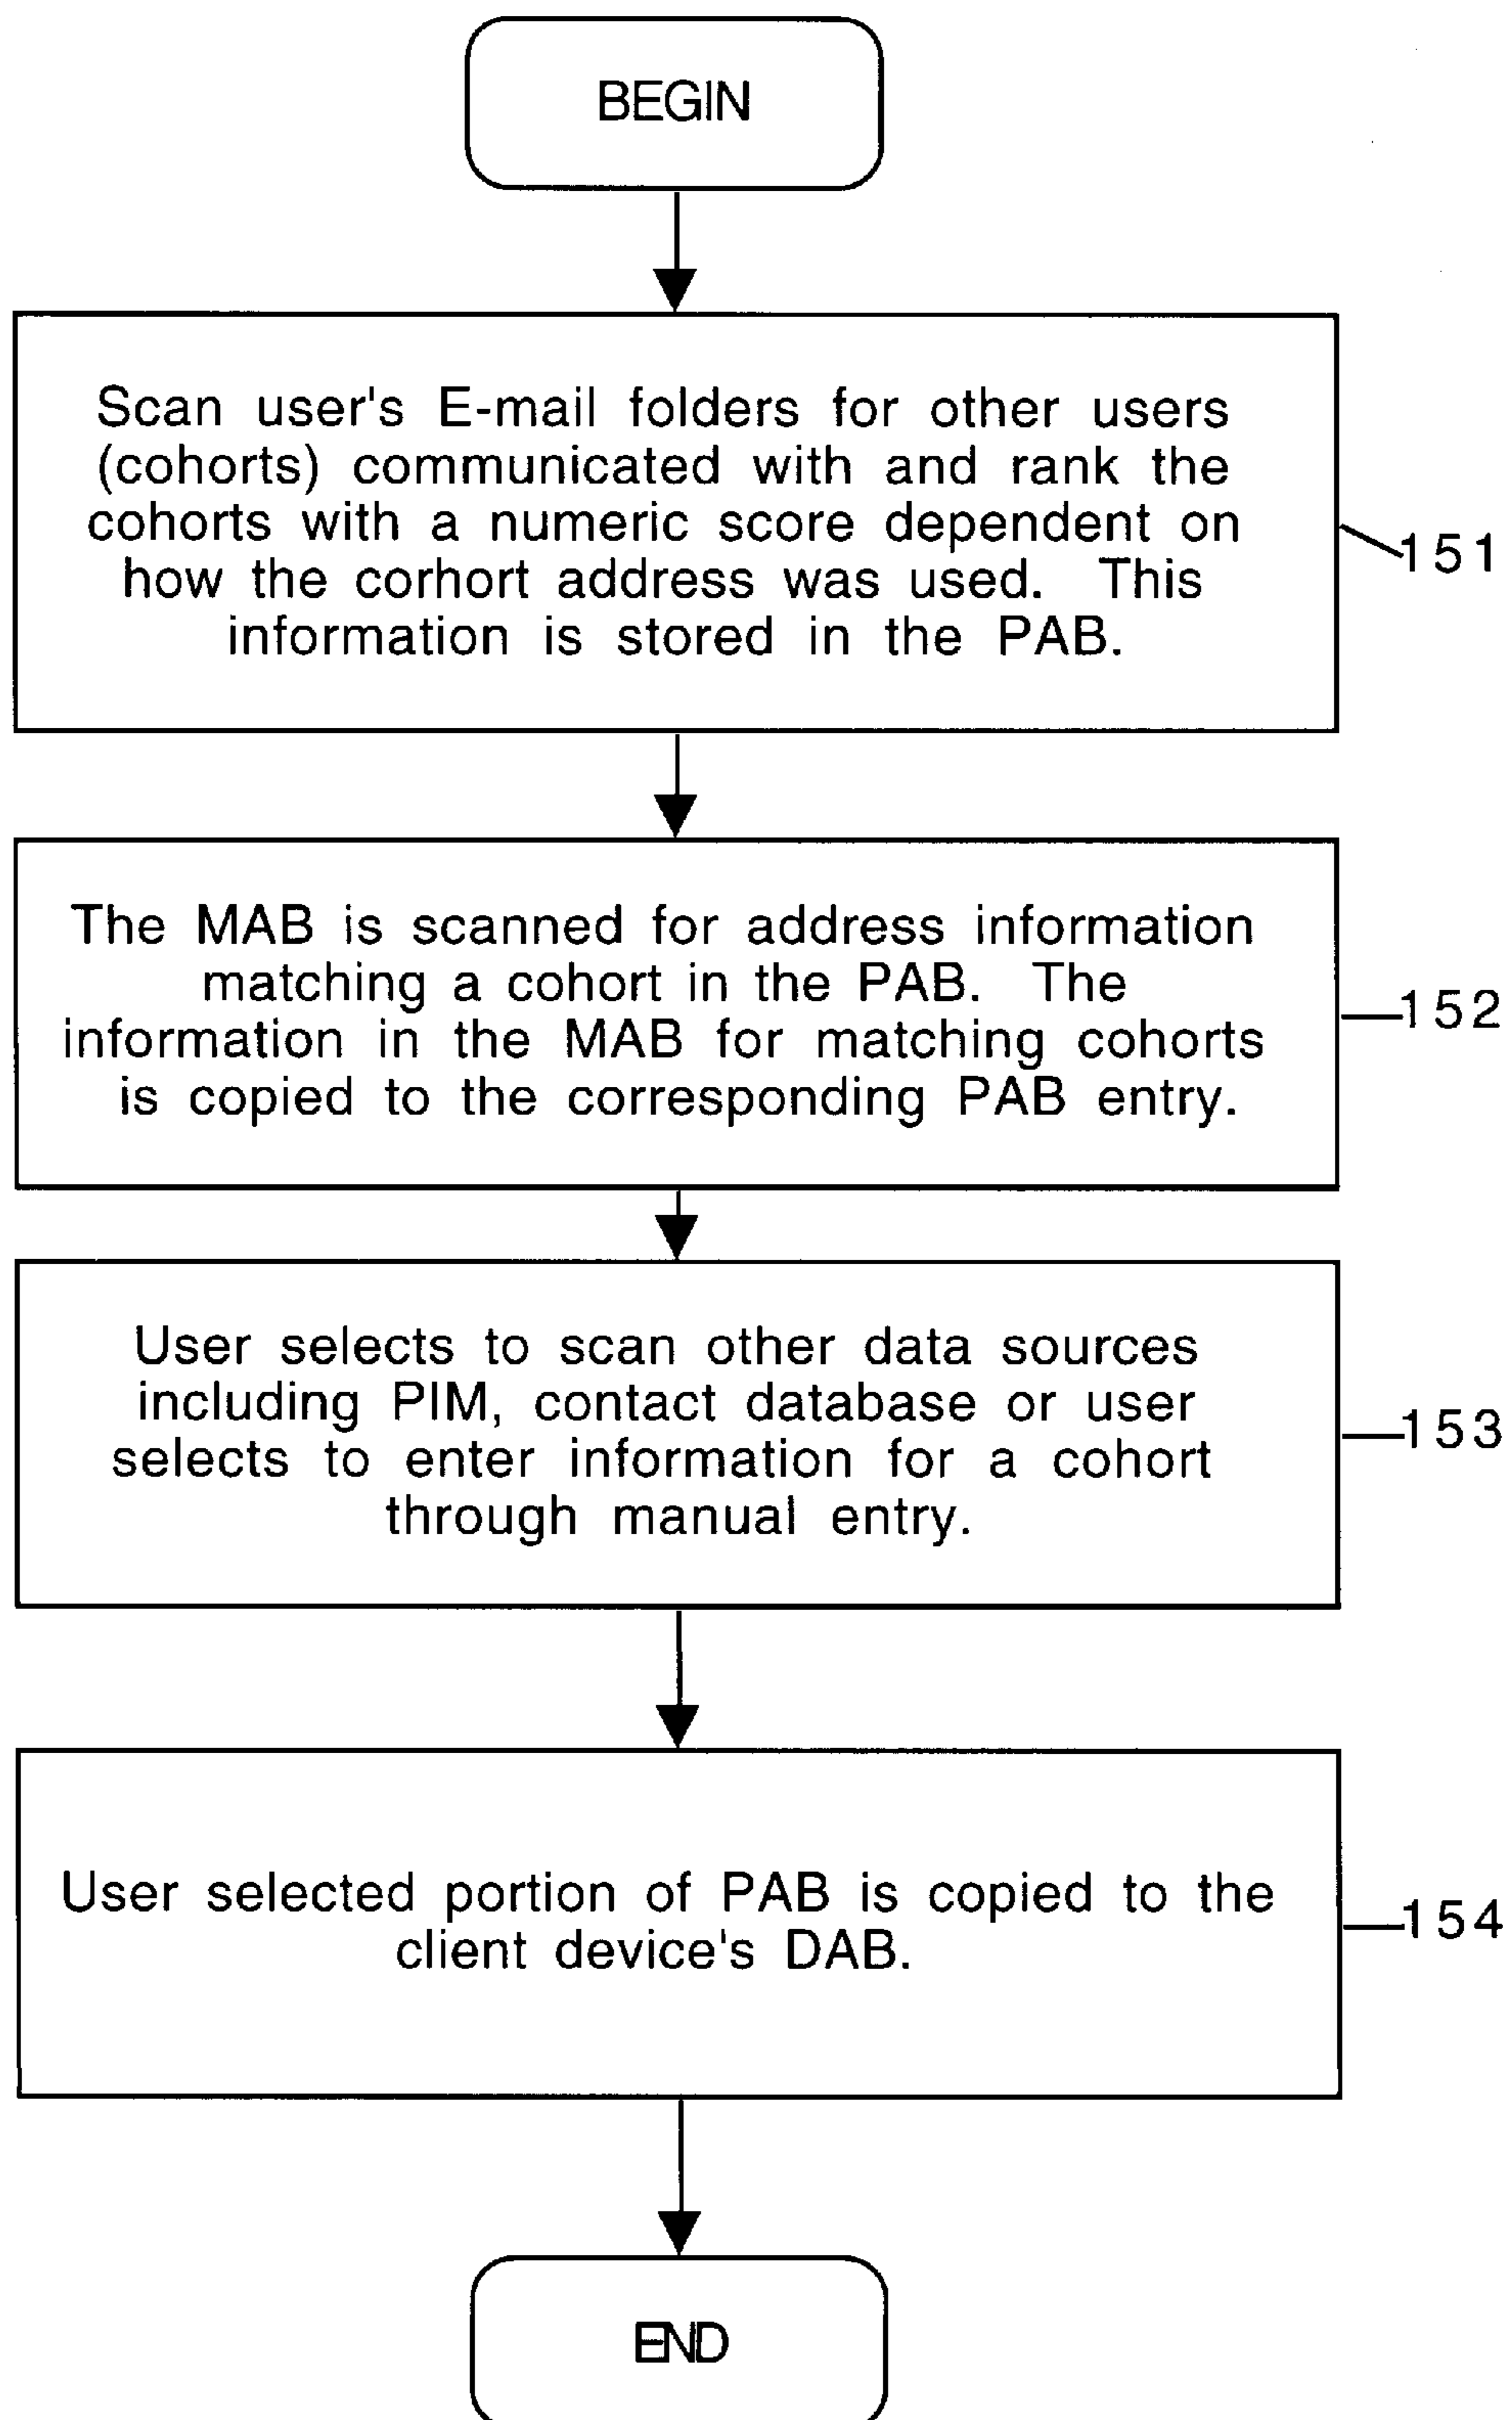 BEGIN
Scan user's E-mail folders for other users
(cohorts) communicated with and rank the
cohorts with a numeric score dependent on
how the corhort address was used. This
information is stored in the PAB.
151
The MAB is scanned for address information
matching a cohort in the PAB. The
information in the MAB for matching cohorts
is copied to the corresponding PAB entry.
152
User selects to scan other data sources
including PIM, contact database or user
selects to enter information for a cohort
through manual entry.
153
User selected portion of PAB is copied to the
client device's DAB.
154
END